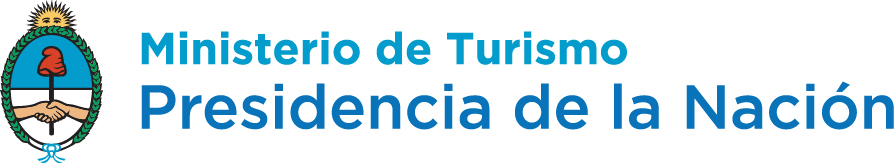 Ministerio de Turismo
Presidencia de la Nación